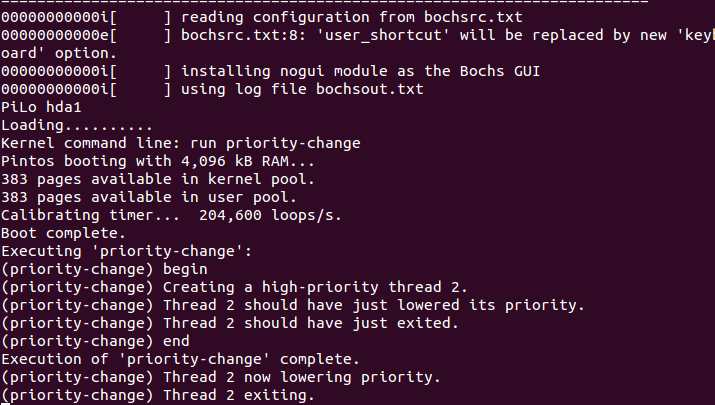 ========================================================================
00000000000i[      ] reading configuration from bochsrc.txt
00000000000e[      ] bochsrc.txt:8: 'user_shortcut' will be replaced by new 'keyb
oard' option.
00000000000i[      ] installing nogui module as the Bochs GUI
00000000000i[      ] using log file bochsout.txt
PiLo hda1
Loading..........
Kernel command line: run priority-change
Pintos booting with 4,096 kB RAM...
383 pages available in kernel pool.
383 pages available in user pool.
Calibrating timer...  204,600 loops/s.
Boot complete.
Executing 'priority-change':
(priority-change) begin
(priority-change) Creating a high-priority thread 2.
(priority-change) Thread 2 should have just lowered its priority.
(priority-change) Thread 2 should have just exited.
(priority-change) end
Execution of 'priority-change' complete.
(priority-change) Thread 2 now lowering priority.
(priority-change) Thread 2 exiting.